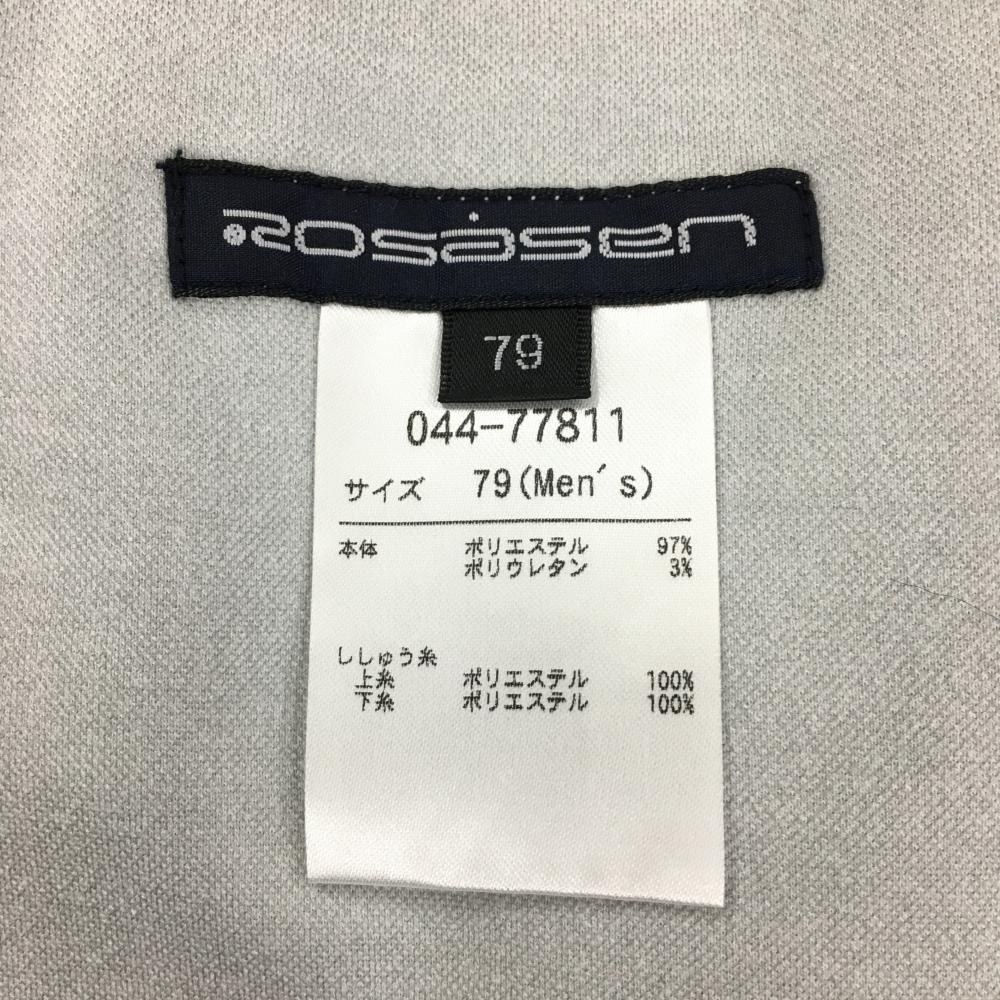 rosasen
79
044-77811
サイズ 79(Men's)
本体 ポリエステル 97%
ポリウレタン 3%
ししゅう糸
上糸 ポリエステル 100%
下糸 ポリエステル 100%